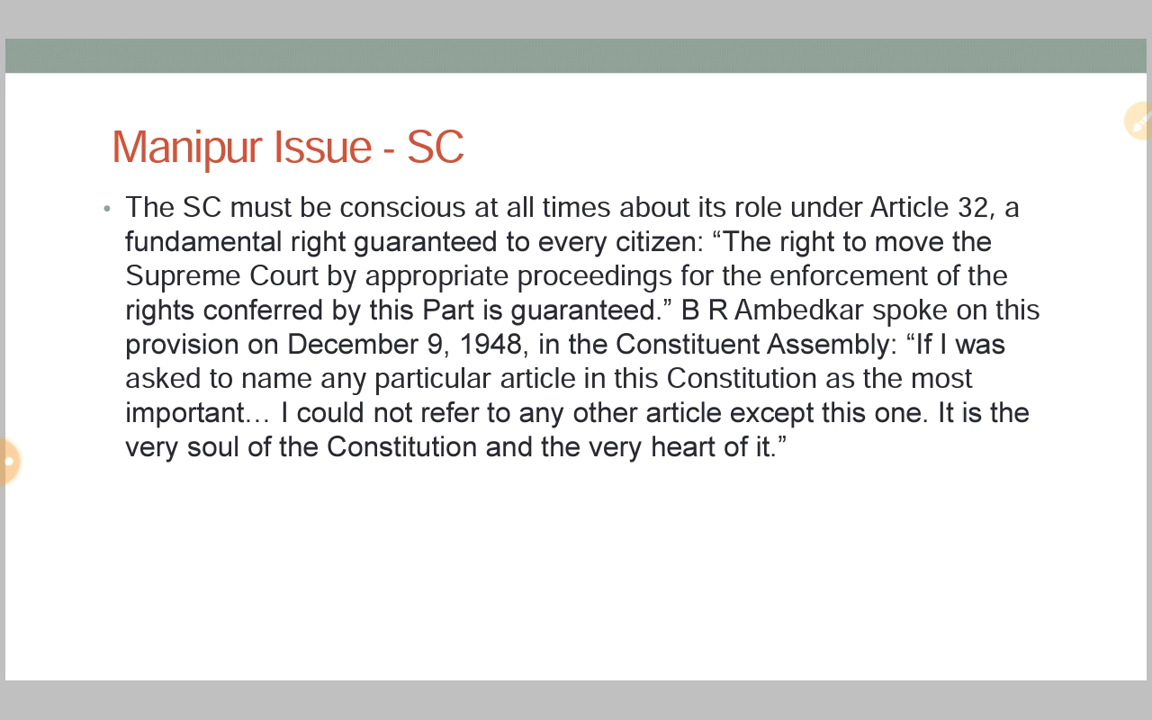 Manipur Issue - SC
• The SC must be conscious at all times about its role under Article 32, a
fundamental right guaranteed to every citizen: “The right to move the
Supreme Court by appropriate proceedings for the enforcement of the
rights conferred by this Part is guaranteed.” B R Ambedkar spoke on this
provision on December 9, 1948, in the Constituent Assembly: “If I was
asked to name any particular article in this Constitution as the most
important… I could not refer to any other article except this one. It is the
very soul of the Constitution and the very heart of it.”